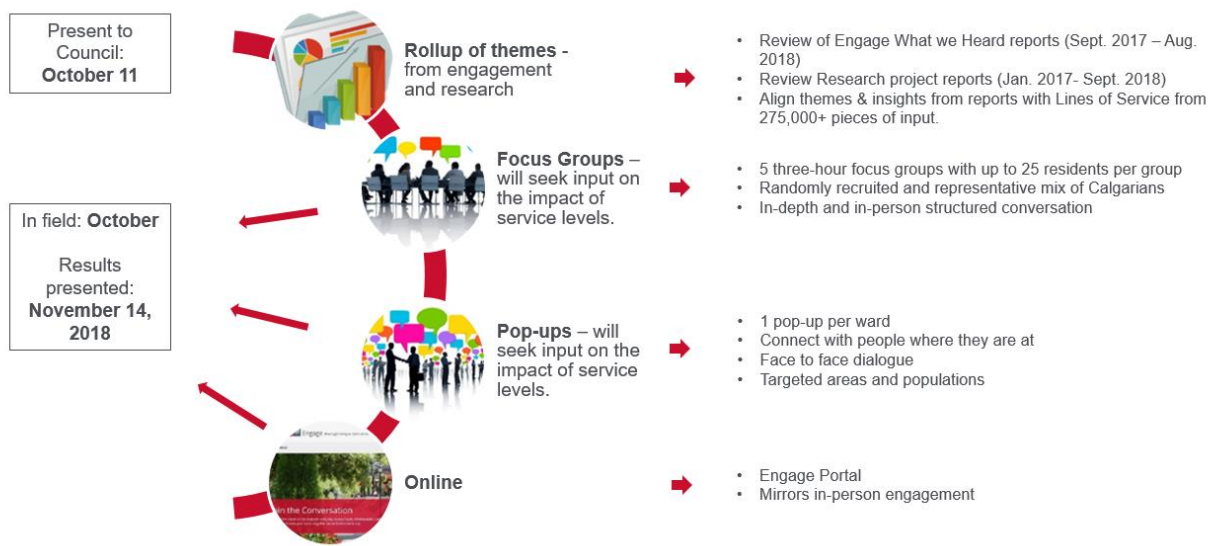 Present to
Council:
October 11
Rollup of themes -
from engagement
and research
• Review of Engage What we Heard reports (Sept. 2017 – Aug.
2018)
• Review Research project reports (Jan. 2017- Sept. 2018)
• Align themes & insights from reports with Lines of Service from
275,000+ pieces of input.
Focus Groups –
will seek input on
the impact of
service levels.
• 5 three-hour focus groups with up to 25 residents per group
• Randomly recruited and representative mix of Calgarians
• In-depth and in-person structured conversation
In field: October
Results
presented:
November 14,
2018
Pop-ups – will
seek input on the
impact of service
levels.
• 1 pop-up per ward
• Connect with people where they are at
• Face to face dialogue
• Targeted areas and populations
Engage
in the Conversation
Online
• Engage Portal
• Mirrors in-person engagement